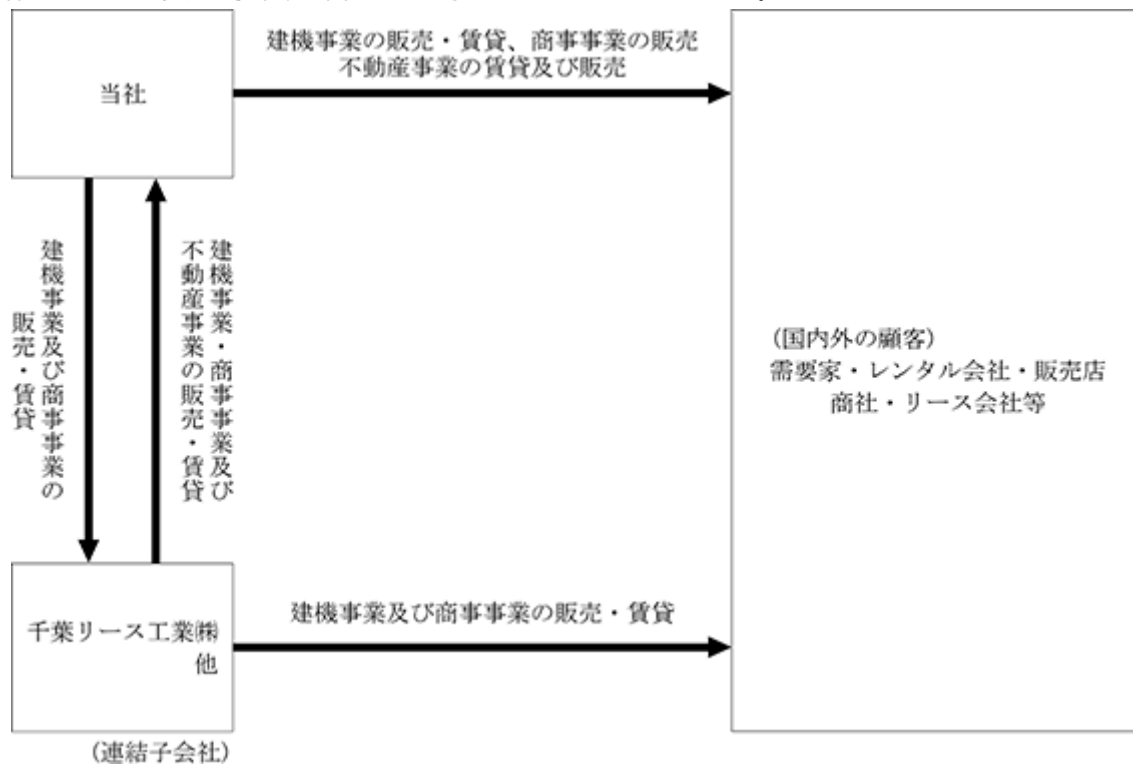 建機事業の販売・賃貸、商事事業の販売
不動産事業の賃貸及び販売
当社
建機事業及び商事事業の
販売・賃貸
建機事業・商事事業及び
不動産事業の販売・賃貸
(国内外の顧客)
需要家・レンタル会社・販売店
商社・リース会社等
建機事業及び商事事業の販売・賃貸
千葉リース工業㈱
他
(連結子会社)